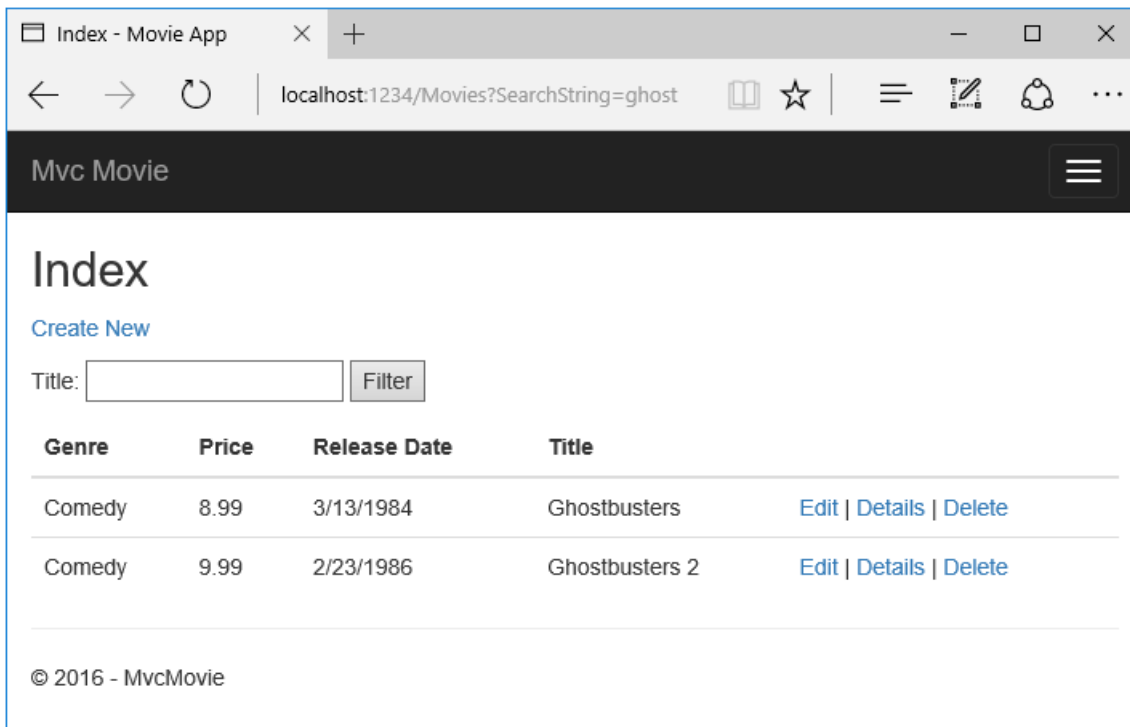 Index - Movie App
localhost:1234/Movies?SearchString=ghost
Mvc Movie
Index
Create New
Title: Filter
Genre Price Release Date Title
Comedy 8.99 3/13/1984 Ghostbusters Edit | Details | Delete
Comedy 9.99 2/23/1986 Ghostbusters 2 Edit | Details | Delete
© 2016 - MvcMovie